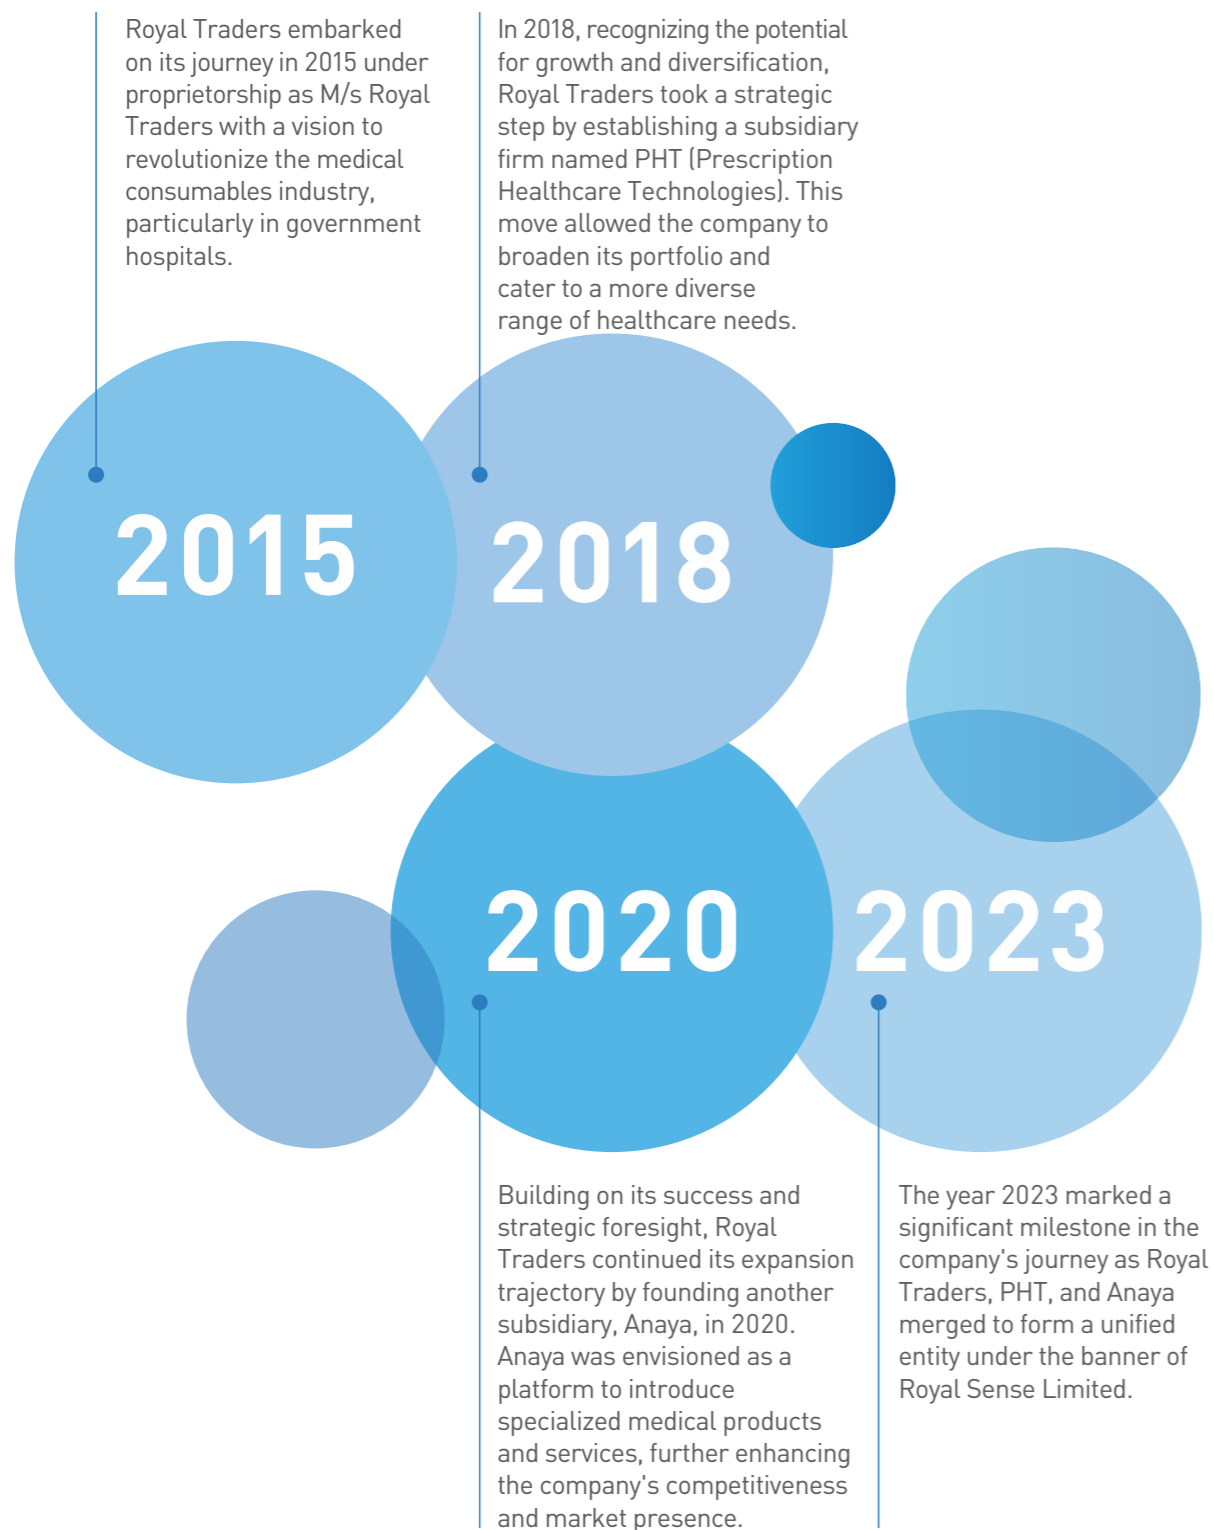 Royal Traders embarked
on its journey in 2015 under
proprietorship as M/s Royal
Traders with a vision to
revolutionize the medical
consumables industry,
particularly in government
hospitals.
In 2018, recognizing the potential
for growth and diversification,
Royal Traders took a strategic
step by establishing a subsidiary
firm named PHT (Prescription
Healthcare Technologies). This
move allowed the company to
broaden its portfolio and
cater to a more diverse
range of healthcare needs.
2015
2018
2020
2023
Building on its success and
strategic foresight, Royal
Traders continued its expansion
trajectory by founding another
subsidiary, Anaya, in 2020.
Anaya was envisioned as a
platform to introduce
specialized medical products
and services, further enhancing
the company's competitiveness
and market presence.
The year 2023 marked a
significant milestone in the
company's journey as Royal
Traders, PHT, and Anaya
merged to form a unified
entity under the banner of
Royal Sense Limited.